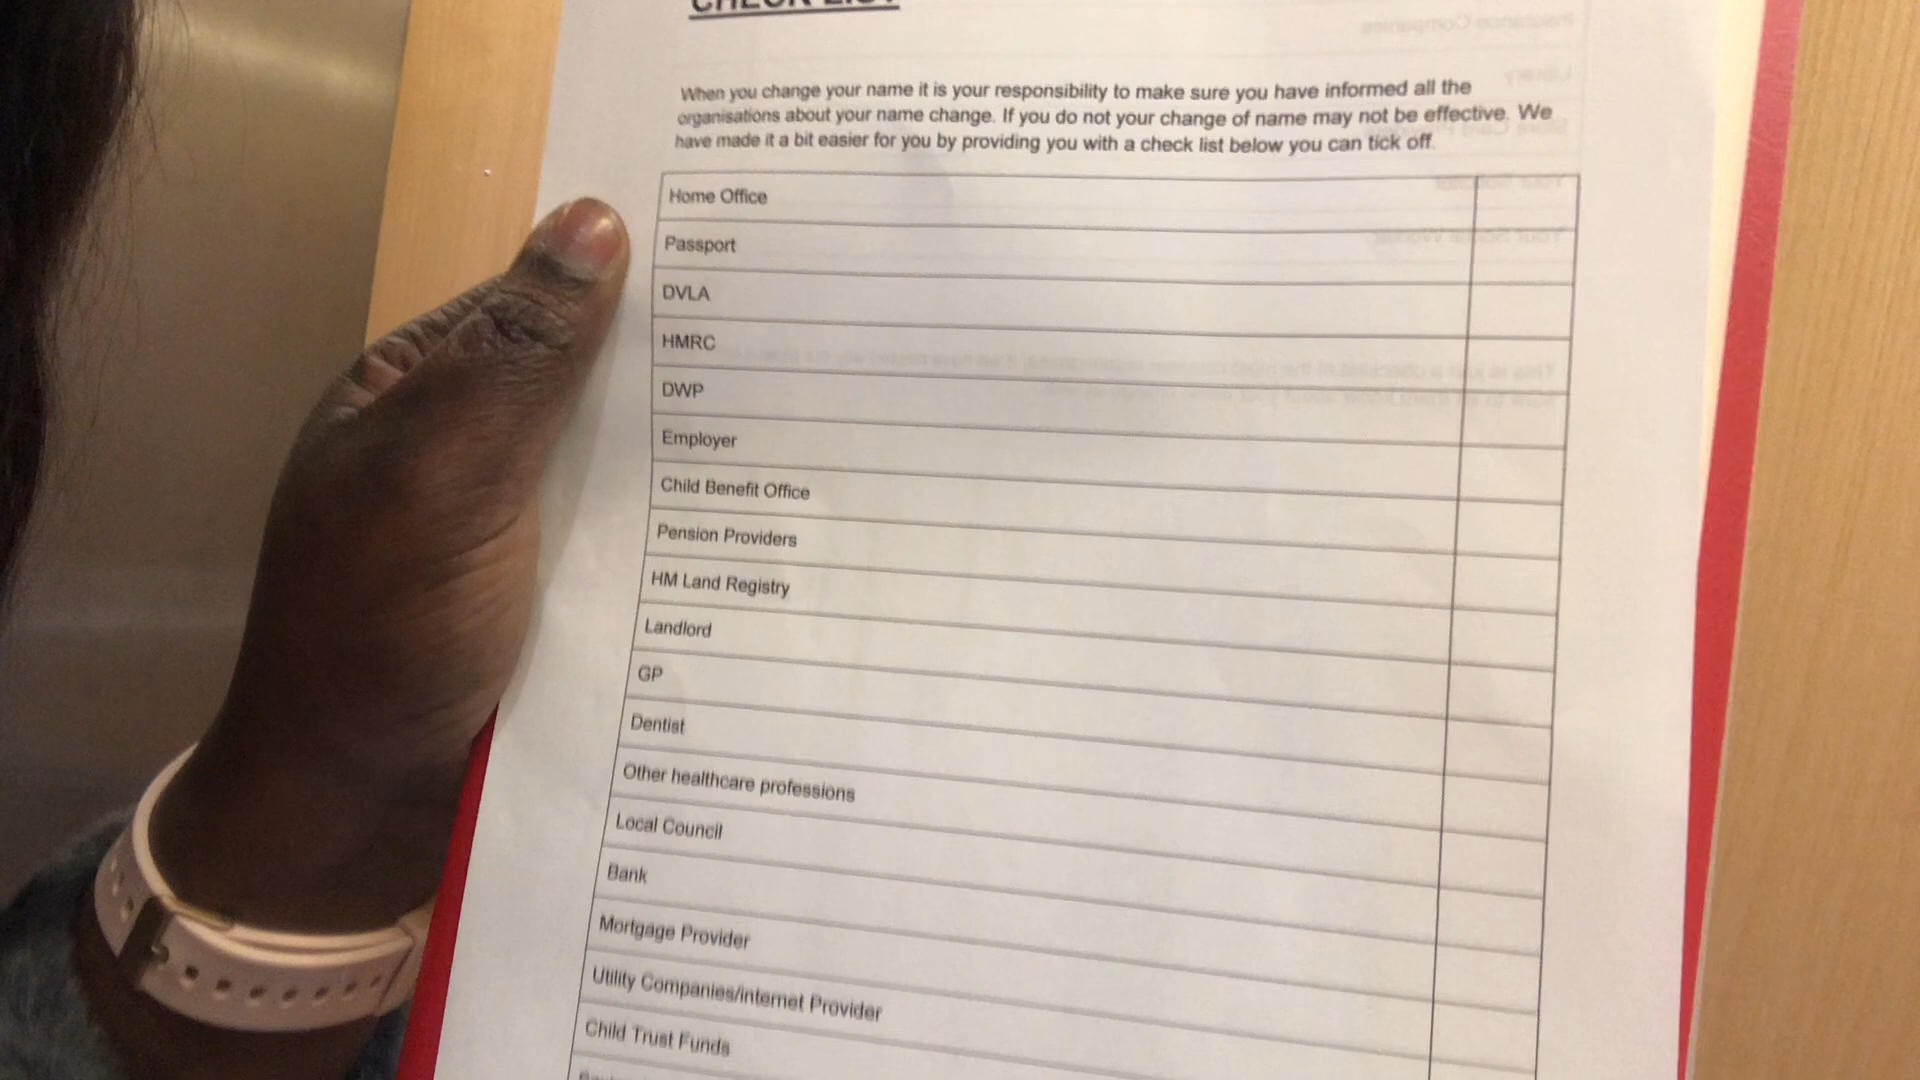 CHECK LIST
When you change your name it is your responsibility to make sure you have informed all the
organisations about your name change. If you do not your change of name may not be effective. We
have made it a bit easier for you by providing you with a check list below you can tick off.
Home Office
Passport
DVLA
HMRC
DWP
Employer
Child Benefit Office
Pension Providers
HM Land Registry
Landlord
GP
Dentist
Other healthcare professions
Local Council
Bank
Mortgage Provider
Utility Companies/internet Provider
Child Trust Funds